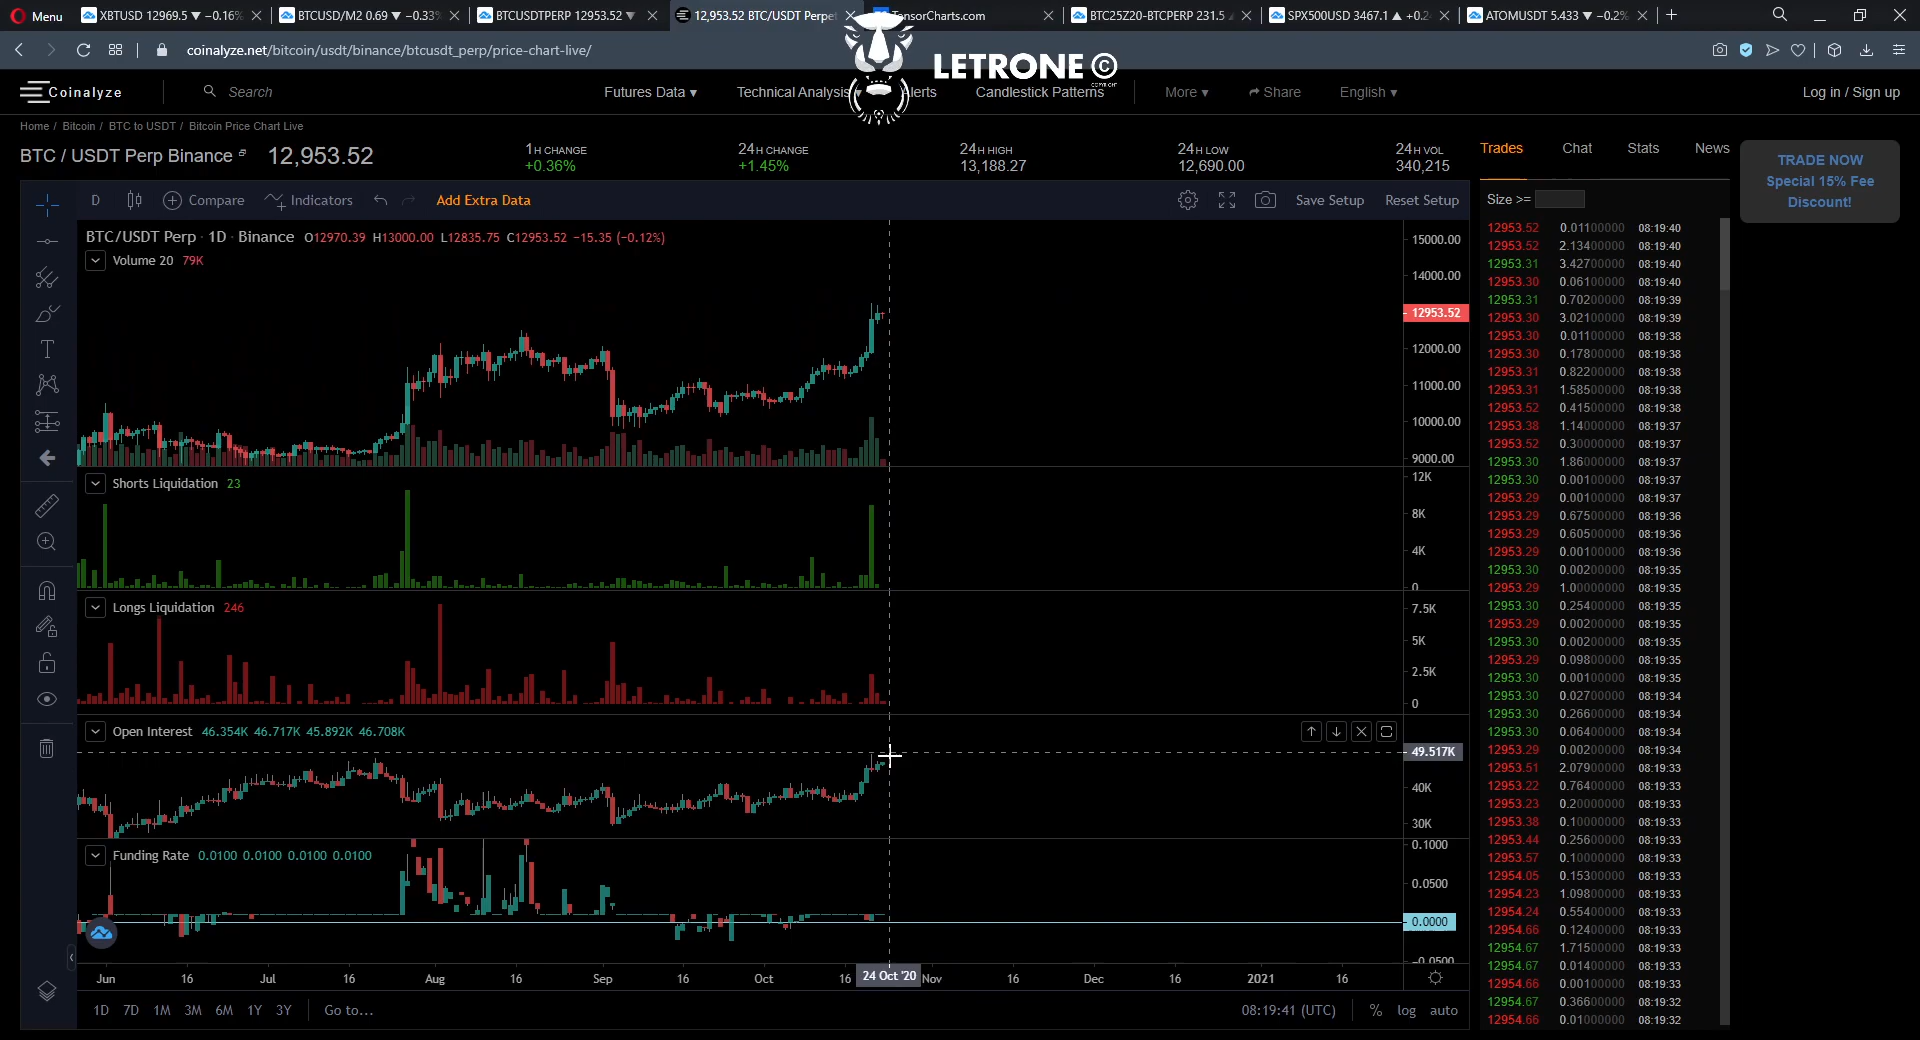 Menu
XBTUSD 12969.5 ▼ −0.16%
BTCUSD/M2 0.69 ▼ −0.33%
BTCUSDTPERP 12953.52 ▼
12,953.52 BTC/USDT Perpet
TensorCharts.com
BTC25Z20-BTCPERP 231.5
SPX500USD 3467.1 ▲ +0.2
ATOMUSDT 5.433 ▼ −0.2%
coinalyze.net/bitcoin/usdt/binance/btcusdt_perp/price-chart-live/
LETRONE ©
COPYRIGHT
Coinalyze
Search
Futures Data ▾
Technical Analysis ▾
Alerts
Candlestick Patterns
More ▾
Share
English ▾
Log in / Sign up
Home / Bitcoin / BTC to USDT / Bitcoin Price Chart Live
BTC / USDT Perp Binance
12,953.52
1H CHANGE
+0.36%
24H CHANGE
+1.45%
24H HIGH
13,188.27
24H LOW
12,690.00
24H VOL
340,215
Trades Chat Stats News
TRADE NOW
Special 15% Fee
Discount!
D
Compare
Indicators
Add Extra Data
Save Setup
Reset Setup
Size >=
BTC/USDT Perp · 1D · Binance O12970.39 H13000.00 L12835.75 C12953.52 −15.35 (−0.12%)
Volume 20 79K
15000.00
14000.00
12953.52
12000.00
11000.00
10000.00
9000.00
Shorts Liquidation 23
12K
8K
4K
0
Longs Liquidation 246
7.5K
5K
2.5K
0
Open Interest 46.354K 46.717K 45.892K 46.708K
49.517K
40K
30K
Funding Rate 0.0100 0.0100 0.0100 0.0100
0.1000
0.0500
0.0000
-0.0500
Jun 16 Jul 16 Aug 16 Sep 16 Oct 16 24 Oct '20 Nov 16 Dec 16 2021 16
1D 7D 1M 3M 6M 1Y 3Y Go to...
08:19:41 (UTC) % log auto
12953.52 0.01100000 08:19:40
12953.52 2.13400000 08:19:40
12953.31 3.42700000 08:19:40
12953.30 0.06100000 08:19:40
12953.31 0.70200000 08:19:39
12953.30 3.02100000 08:19:39
12953.30 0.01100000 08:19:38
12953.30 0.17800000 08:19:38
12953.31 0.82200000 08:19:38
12953.31 1.58500000 08:19:38
12953.52 0.41500000 08:19:38
12953.38 1.14000000 08:19:37
12953.52 0.30000000 08:19:37
12953.30 1.86000000 08:19:37
12953.30 0.00100000 08:19:37
12953.29 0.00100000 08:19:37
12953.29 0.67500000 08:19:36
12953.29 0.60500000 08:19:36
12953.29 0.00100000 08:19:36
12953.30 0.00200000 08:19:35
12953.29 1.00000000 08:19:35
12953.30 0.25400000 08:19:35
12953.29 0.00200000 08:19:35
12953.30 0.00200000 08:19:35
12953.29 0.09800000 08:19:35
12953.30 0.00100000 08:19:35
12953.30 0.02700000 08:19:34
12953.30 0.26600000 08:19:34
12953.30 0.06400000 08:19:34
12953.29 0.00200000 08:19:34
12953.51 2.07900000 08:19:33
12953.22 0.76400000 08:19:33
12953.23 0.20000000 08:19:33
12953.38 0.10000000 08:19:33
12953.44 0.25600000 08:19:33
12953.57 0.10000000 08:19:33
12954.05 0.15300000 08:19:33
12954.23 1.09800000 08:19:33
12954.24 0.55400000 08:19:33
12954.66 0.12400000 08:19:33
12954.67 1.71500000 08:19:33
12954.67 0.01400000 08:19:33
12954.66 0.00100000 08:19:33
12954.67 0.36600000 08:19:32
12954.66 0.01000000 08:19:32